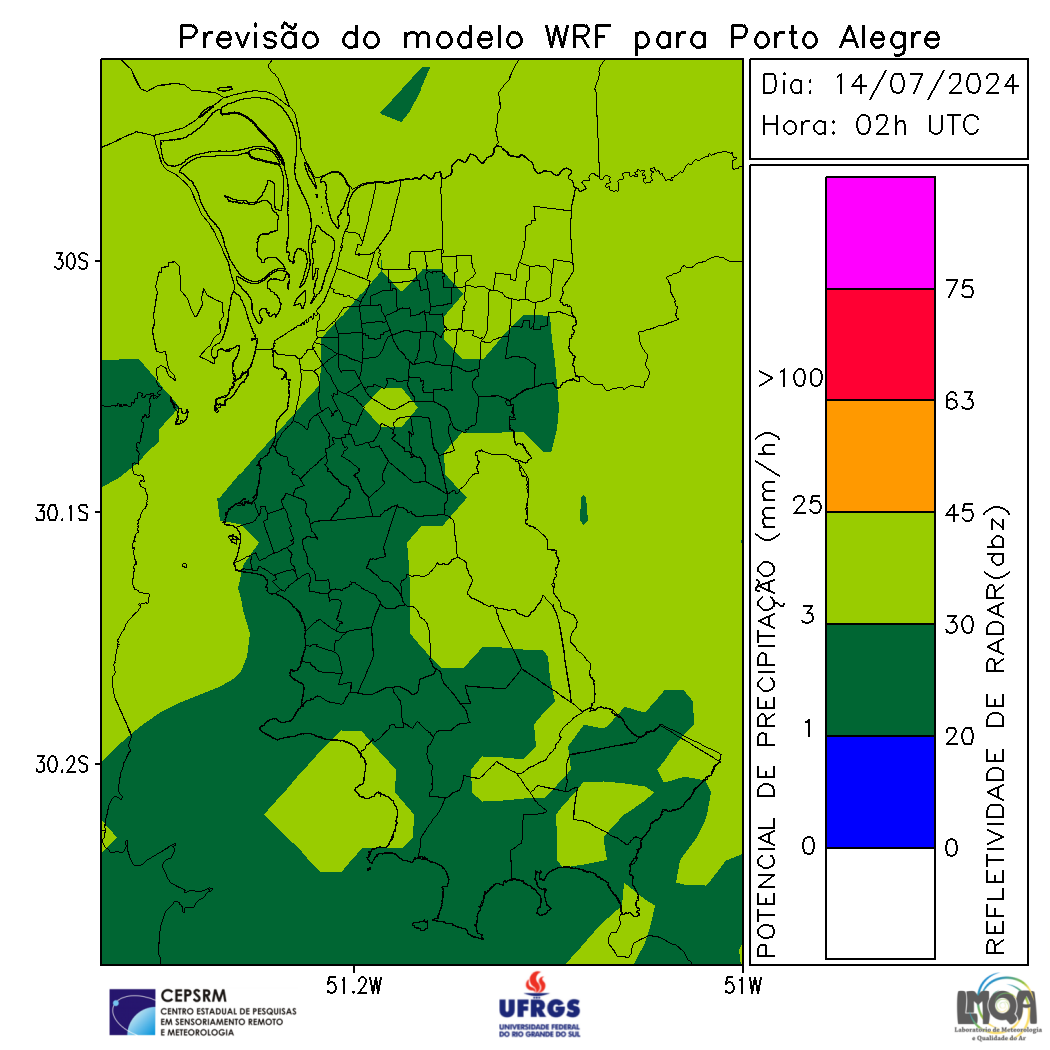 Previsão do modelo WRF para Porto Alegre
Dia: 14/07/2024
Hora: 02h UTC
30S
30.1S
30.2S
51.2W
51W
POTENCIAL DE PRECIPITAÇÃO (mm/h)
>100
25
3
1
0
75
63
45
30
20
0
REFLETIVIDADE DE RADAR(dbz)
CEPSRM
CENTRO ESTADUAL DE PESQUISAS
EM SENSORIAMENTO REMOTO
E METEOROLOGIA
UFRGS
UNIVERSIDADE FEDERAL
DO RIO GRANDE DO SUL
LMQA
Laboratório de Meteorologia
e Qualidade do Ar